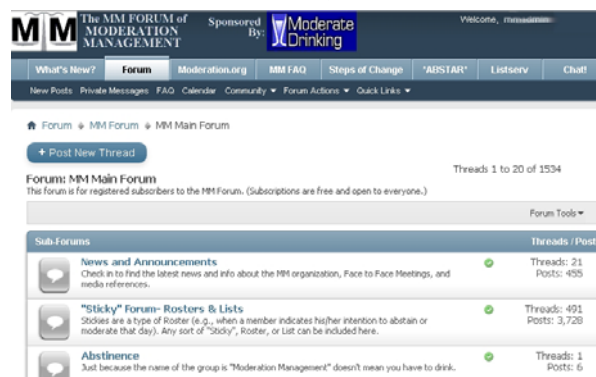 MM
The MM FORUM of
MODERATION
MANAGEMENT
Sponsored
By:
Moderate
Drinking
Welcome,
What's New? Forum Moderation.org MM FAQ Steps of Change *ABSTAR* Listserv Chat!
New Posts Private Messages FAQ Calendar Community Forum Actions Quick Links
Forum MM Forum MM Main Forum
+ Post New Thread
Threads 1 to 20 of 1534
Forum: MM Main Forum
This forum is for registered subscribers to the MM Forum. (Subscriptions are free and open to everyone.)
Forum Tools
Sub-Forums Threads / Post
News and Announcements Threads: 21
Check in to find the latest news and info about the MM organization, Face to Face Meetings, and Posts: 455
media references.
"Sticky" Forum- Rosters & Lists Threads: 491
Stickies are a type of Roster (e.g., when a member indicates his/her intention to abstain or Posts: 3,728
moderate that day). Any sort of "Sticky", Roster, or List can be included here.
Abstinence Threads: 1
Just because the name of the group is "Moderation Management" doesn't mean you have to drink. Posts: 6